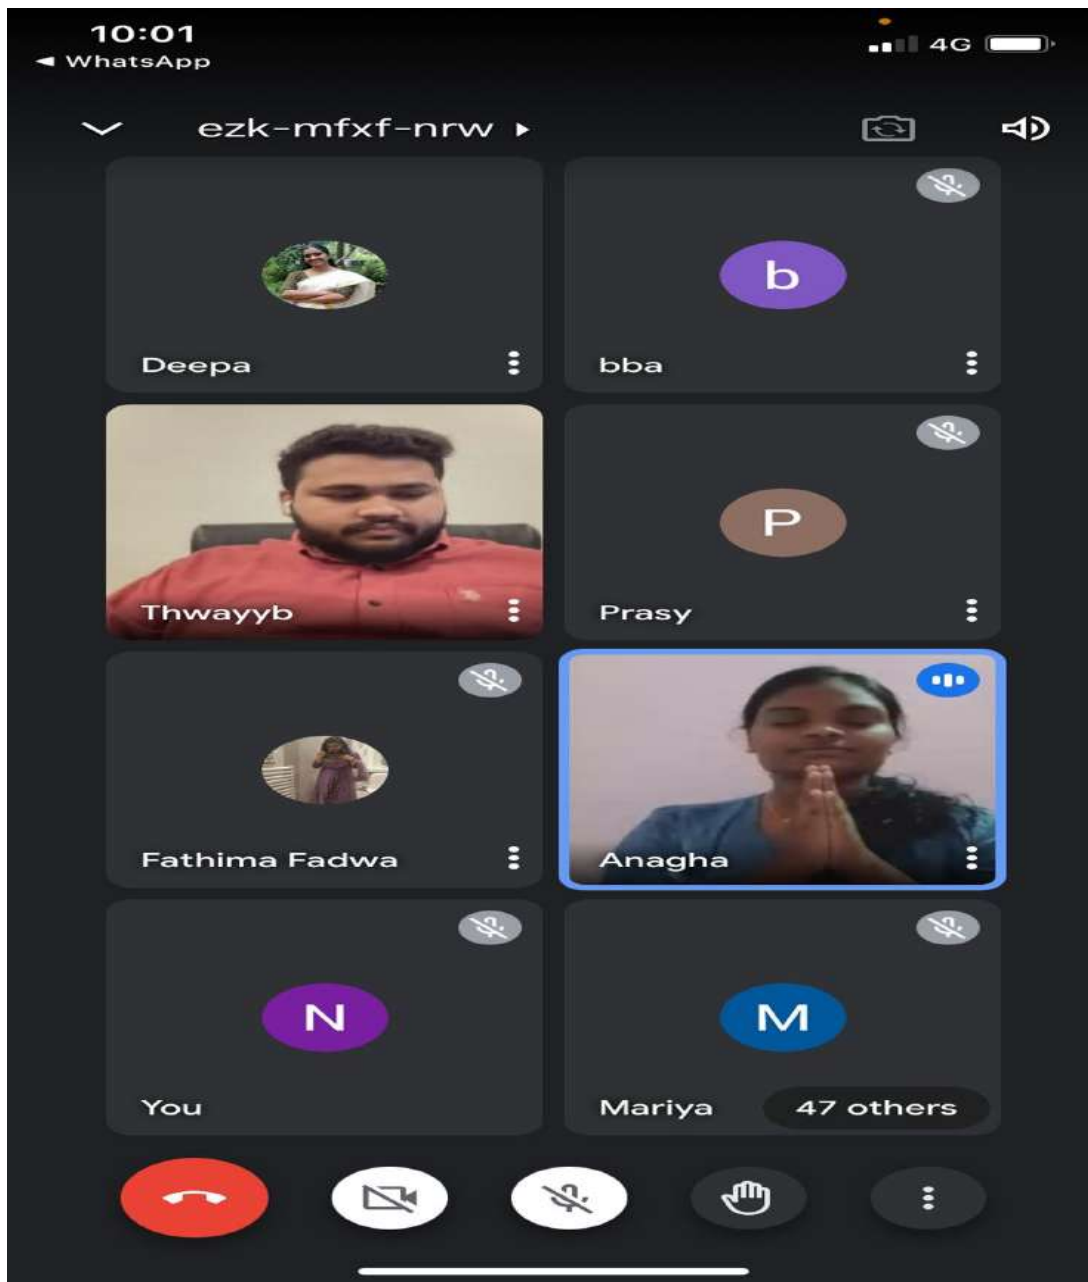 10:01
4G
◄ WhatsApp
ezk-mfxf-nrw ▸
Deepa
b
bba
Thwayyb
P
Prasy
Fathima Fadwa
Anagha
N
You
M
Mariya
47 others